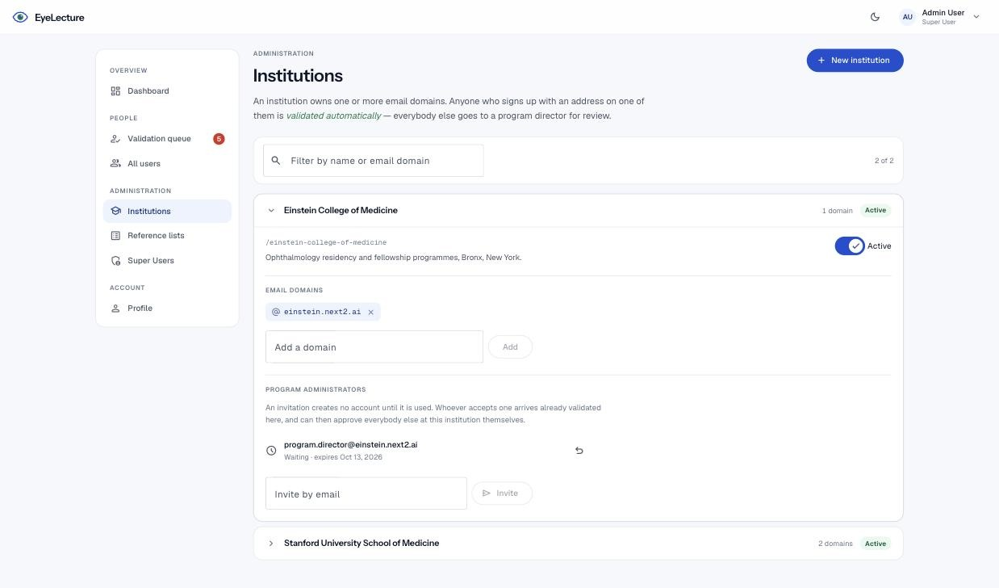 EyeLecture
AU
Admin User
Super User
OVERVIEW
Dashboard
PEOPLE
Validation queue
5
All users
ADMINISTRATION
Institutions
Reference lists
Super Users
ACCOUNT
Profile
ADMINISTRATION
Institutions
+ New institution
An institution owns one or more email domains. Anyone who signs up with an address on one of
them is validated automatically — everybody else goes to a program director for review.
Filter by name or email domain
2 of 2
Einstein College of Medicine
1 domain
Active
/einstein-college-of-medicine
Ophthalmology residency and fellowship programmes, Bronx, New York.
Active
EMAIL DOMAINS
@ einstein.next2.ai ×
Add a domain
Add
PROGRAM ADMINISTRATORS
An invitation creates no account until it is used. Whoever accepts one arrives already validated
here, and can then approve everybody else at this institution themselves.
program.director@einstein.next2.ai
Waiting · expires Oct 13, 2026
Invite by email
Invite
Stanford University School of Medicine
2 domains
Active